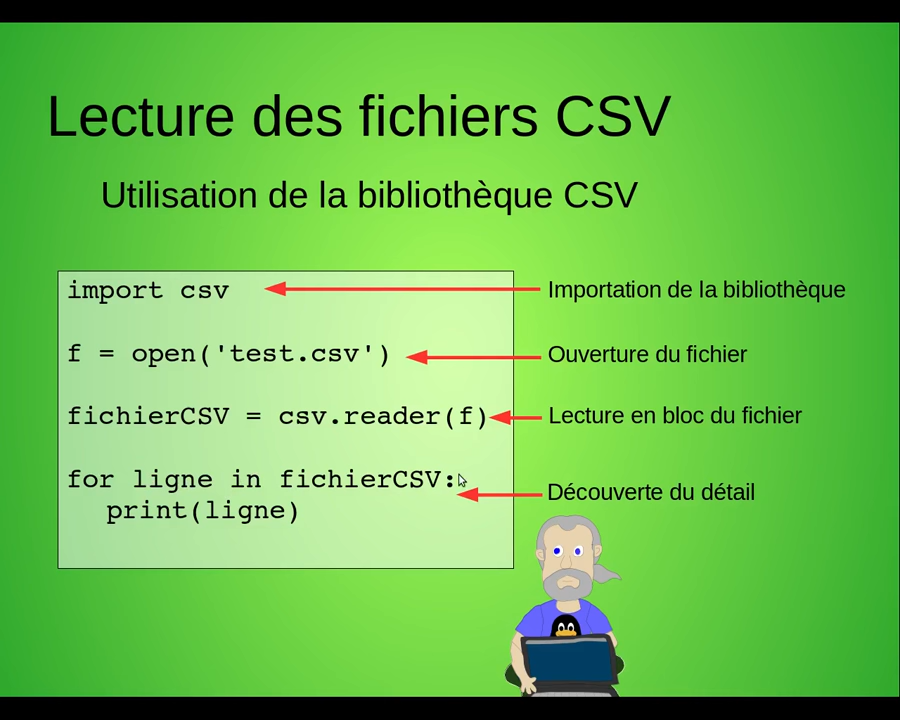 Lecture des fichiers CSV
Utilisation de la bibliothèque CSV
import csv
Importation de la bibliothèque
f = open('test.csv')
Ouverture du fichier
fichierCSV = csv.reader(f)
Lecture en bloc du fichier
for ligne in fichierCSV:
Découverte du détail
print(ligne)